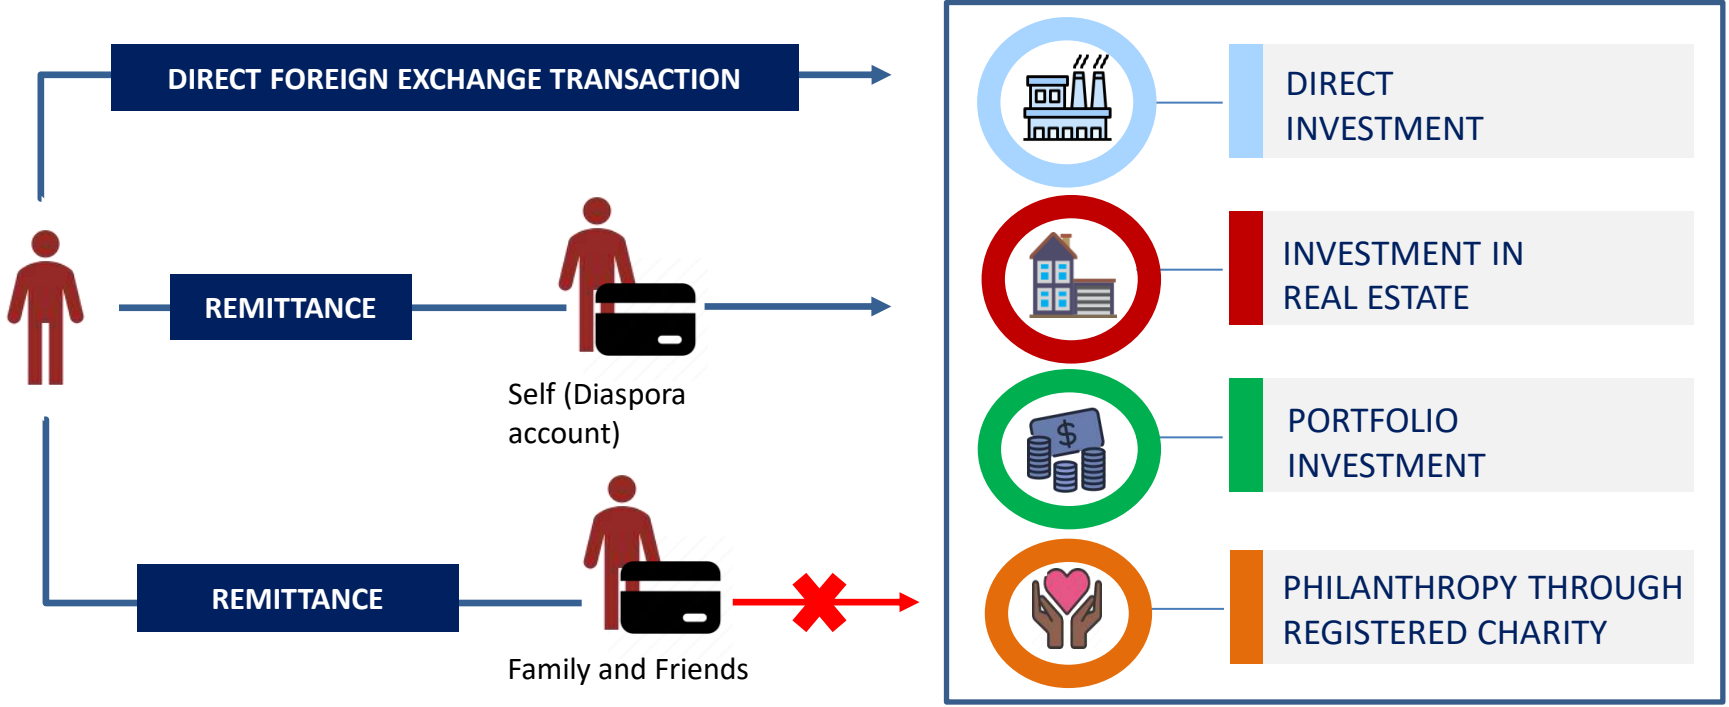 DIRECT FOREIGN EXCHANGE TRANSACTION
REMITTANCE
Self (Diaspora
account)
REMITTANCE
Family and Friends
DIRECT
INVESTMENT
INVESTMENT IN
REAL ESTATE
$
PORTFOLIO
INVESTMENT
PHILANTHROPY THROUGH
REGISTERED CHARITY